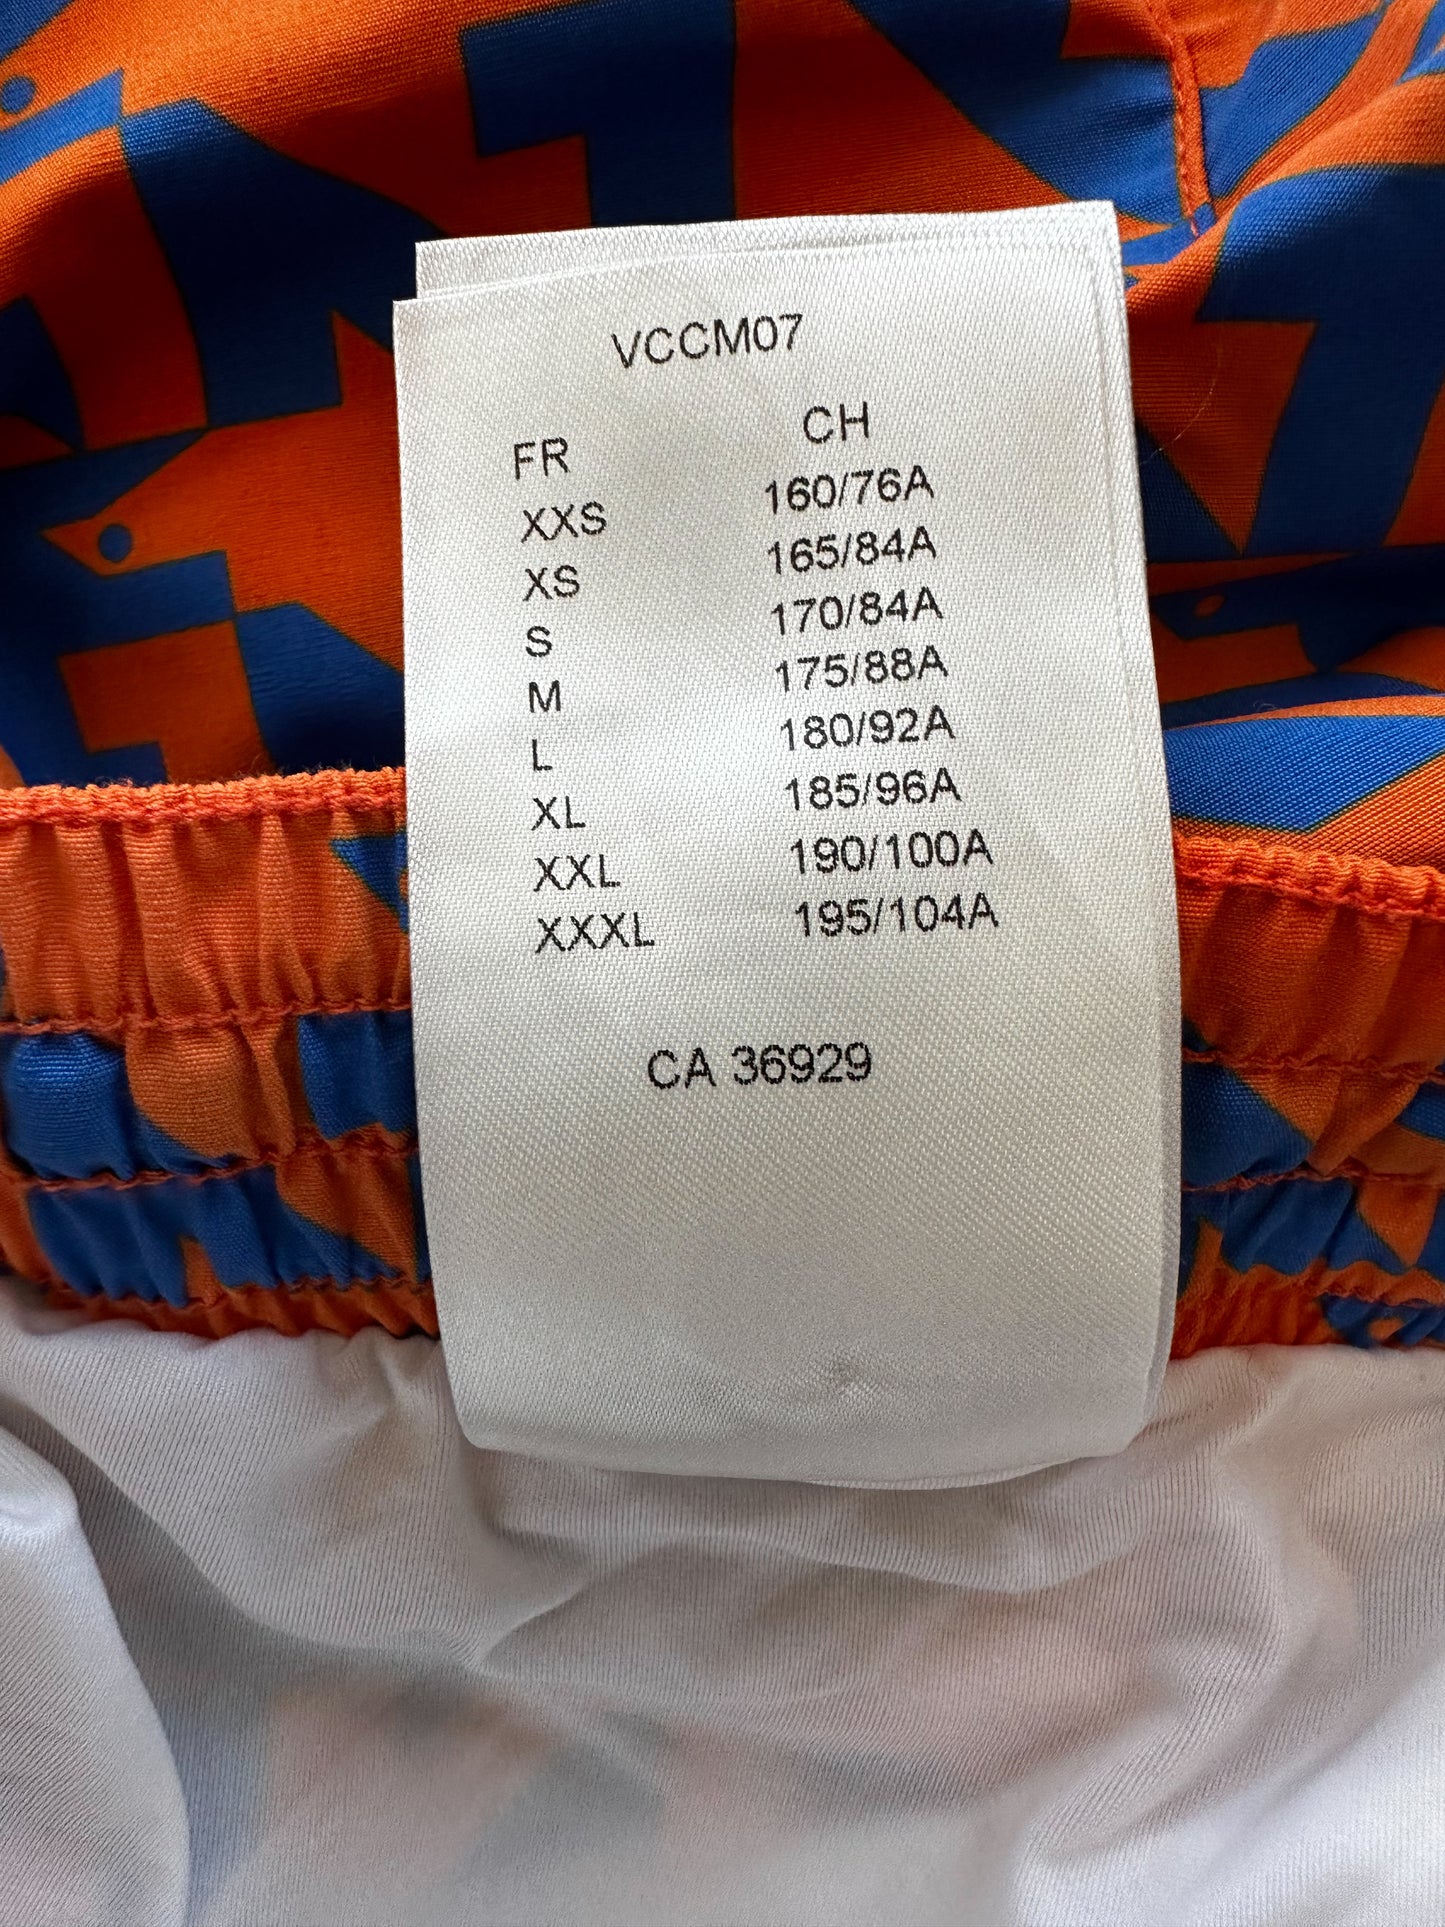 VCCM07
FR CH
XXS 160/76A
XS 165/84A
S 170/84A
M 175/88A
L 180/92A
XL 185/96A
XXL 190/100A
XXXL 195/104A
CA 36929